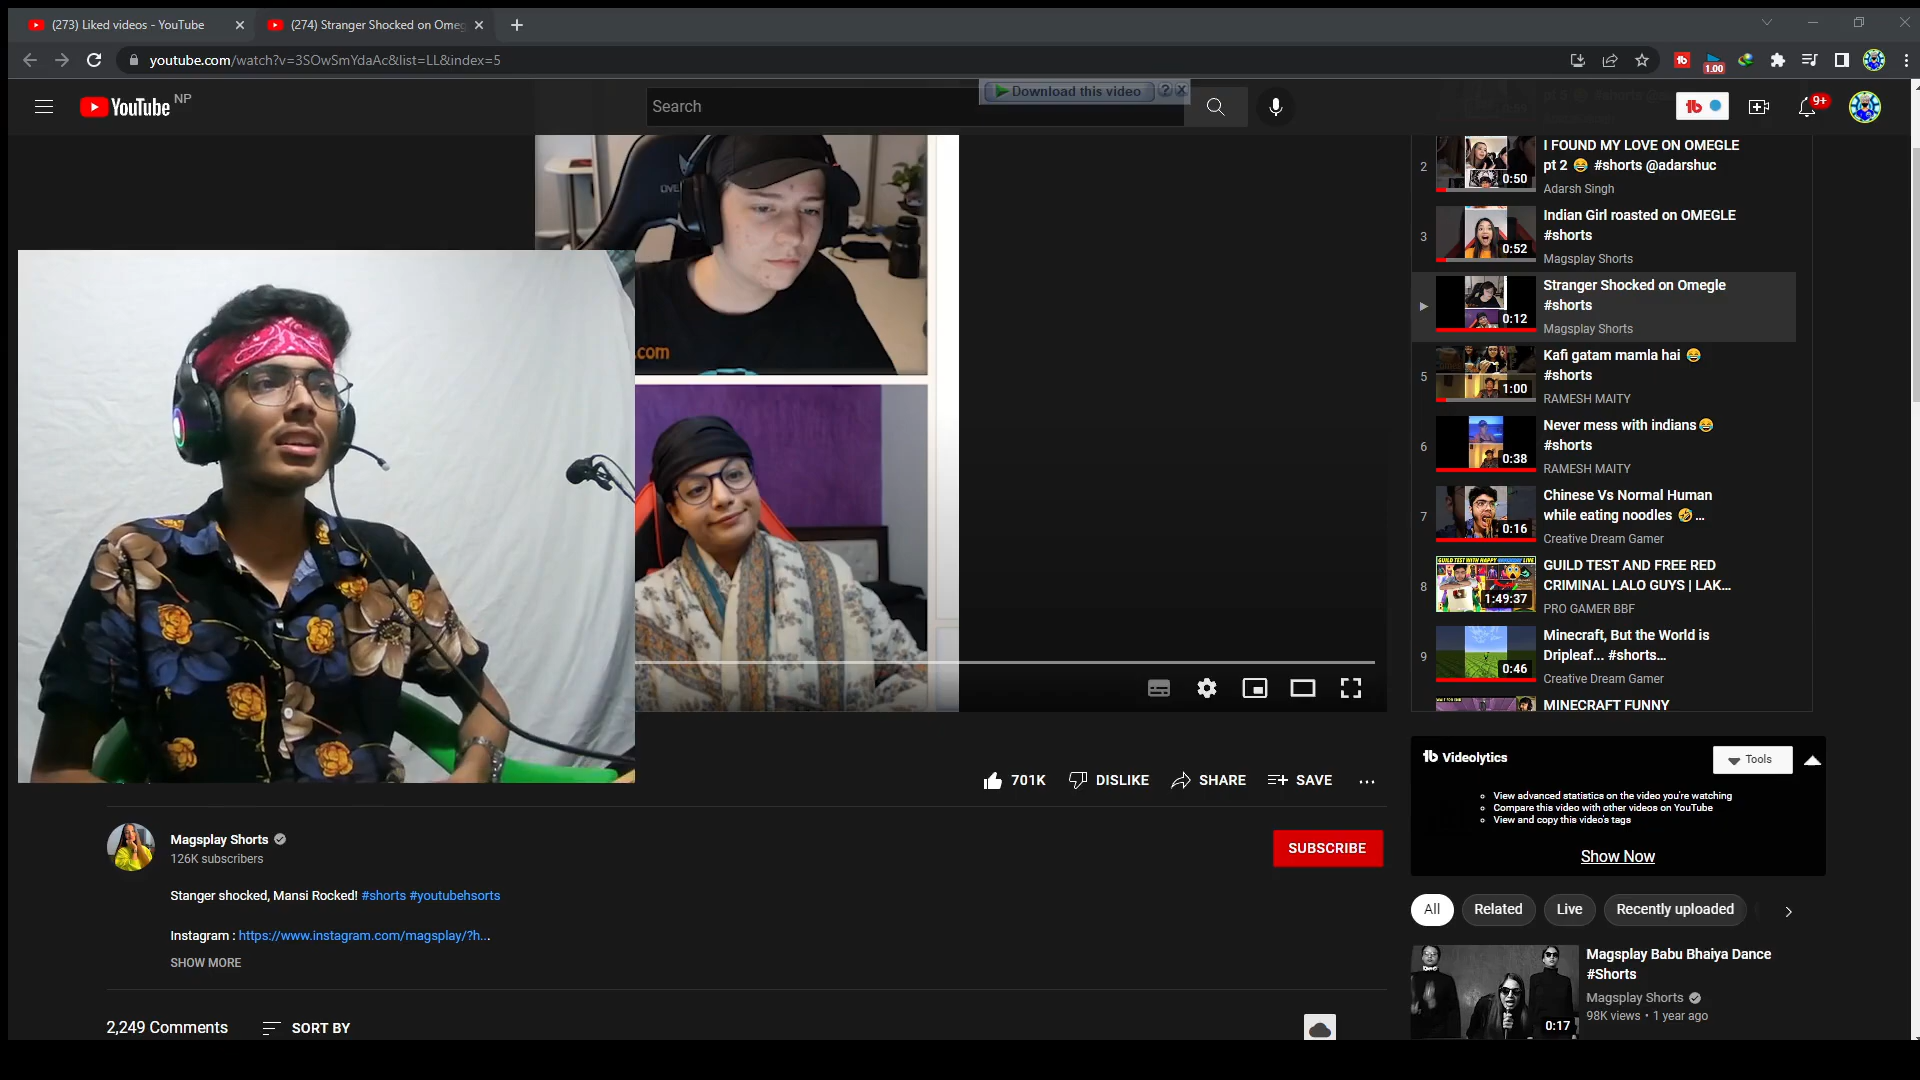 (273) Liked videos - YouTube
(274) Stranger Shocked on Omeg
youtube.com/watch?v=3SOwSmYdaAc&list=LL&index=5
1.00
YouTube NP
Search
Download this video
?
9+
2
I FOUND MY LOVE ON OMEGLE
pt 2 😂 #shorts @adarshuc
Adarsh Singh
0:50
3
Indian Girl roasted on OMEGLE
#shorts
Magsplay Shorts
0:52
Stranger Shocked on Omegle
#shorts
Magsplay Shorts
0:12
5
Kafi gatam mamla hai 😂
#shorts
RAMESH MAITY
1:00
6
Never mess with indians😂
#shorts
RAMESH MAITY
0:38
7
Chinese Vs Normal Human
while eating noodles 🤣 ...
Creative Dream Gamer
0:16
8
GUILD TEST AND FREE RED
CRIMINAL LALO GUYS | LAK...
PRO GAMER BBF
1:49:37
9
Minecraft, But the World is
Dripleaf... #shorts...
Creative Dream Gamer
0:46
MINECRAFT FUNNY
.com
701K
DISLIKE
SHARE
SAVE
...
Magsplay Shorts
126K subscribers
SUBSCRIBE
Stanger shocked, Mansi Rocked! #shorts #youtubehsorts
Instagram : https://www.instagram.com/magsplay/?h...
SHOW MORE
2,249 Comments
SORT BY
tb Videolytics
Tools
View advanced statistics on the video you're watching
Compare this video with other videos on YouTube
View and copy this video's tags
Show Now
All
Related
Live
Recently uploaded
Magsplay Babu Bhaiya Dance
#Shorts
Magsplay Shorts
98K views • 1 year ago
0:17